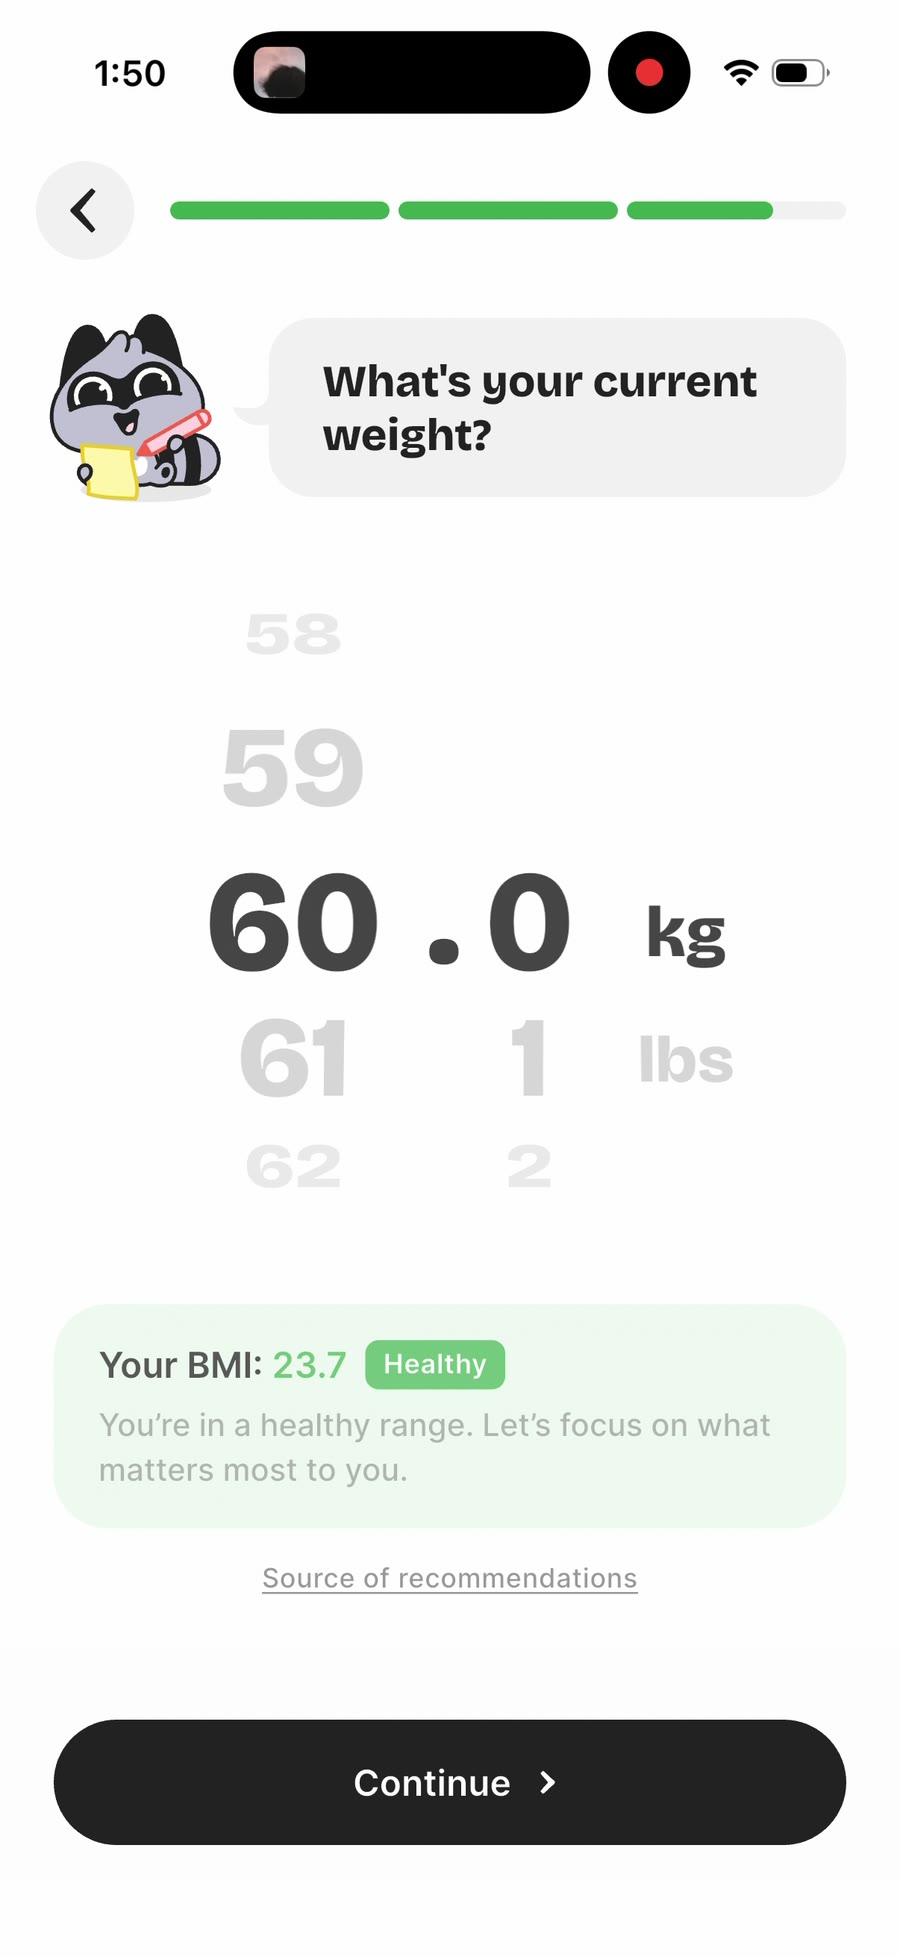 1:50
What's your current
weight?
58
59
60 . 0 kg
61 1 lbs
62 2
Your BMI: 23.7 Healthy
You’re in a healthy range. Let’s focus on what
matters most to you.
Source of recommendations
Continue